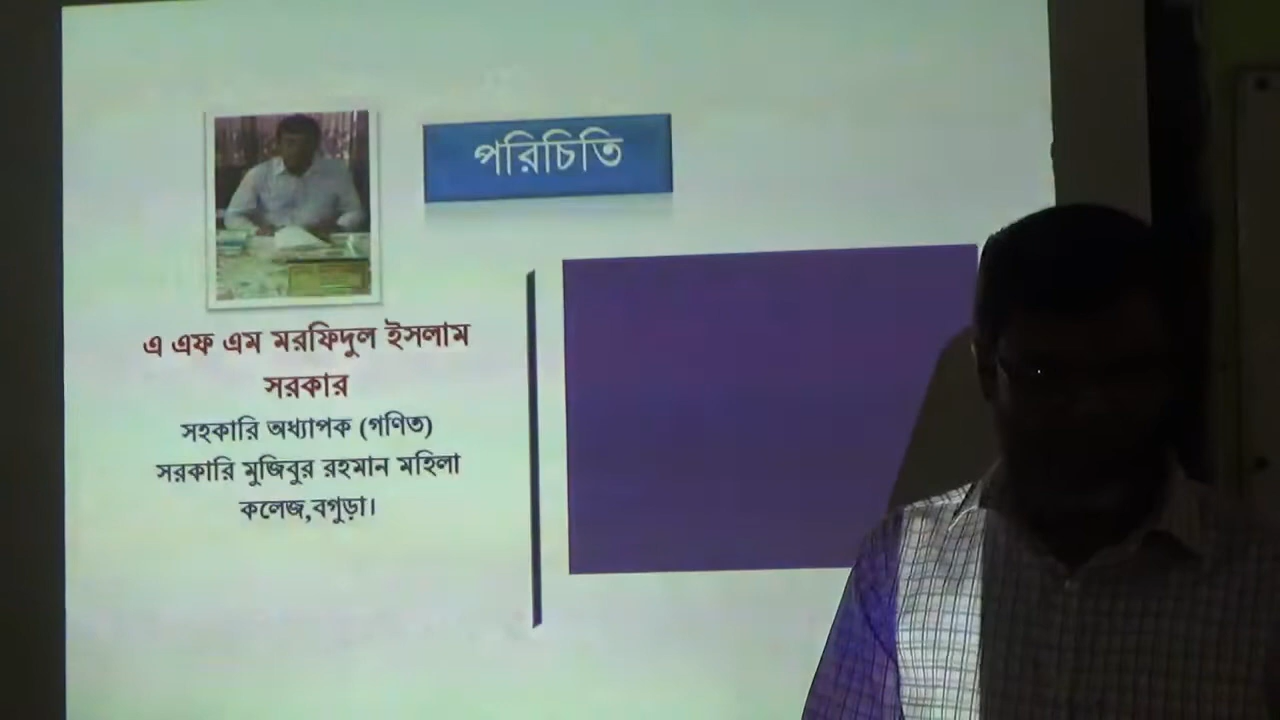 পরিচিতি
এ এফ এম মরফিদুল ইসলাম
সরকার
সহকারি অধ্যাপক (গণিত)
সরকারি মুজিবুর রহমান মহিলা
কলেজ,বগুড়া।